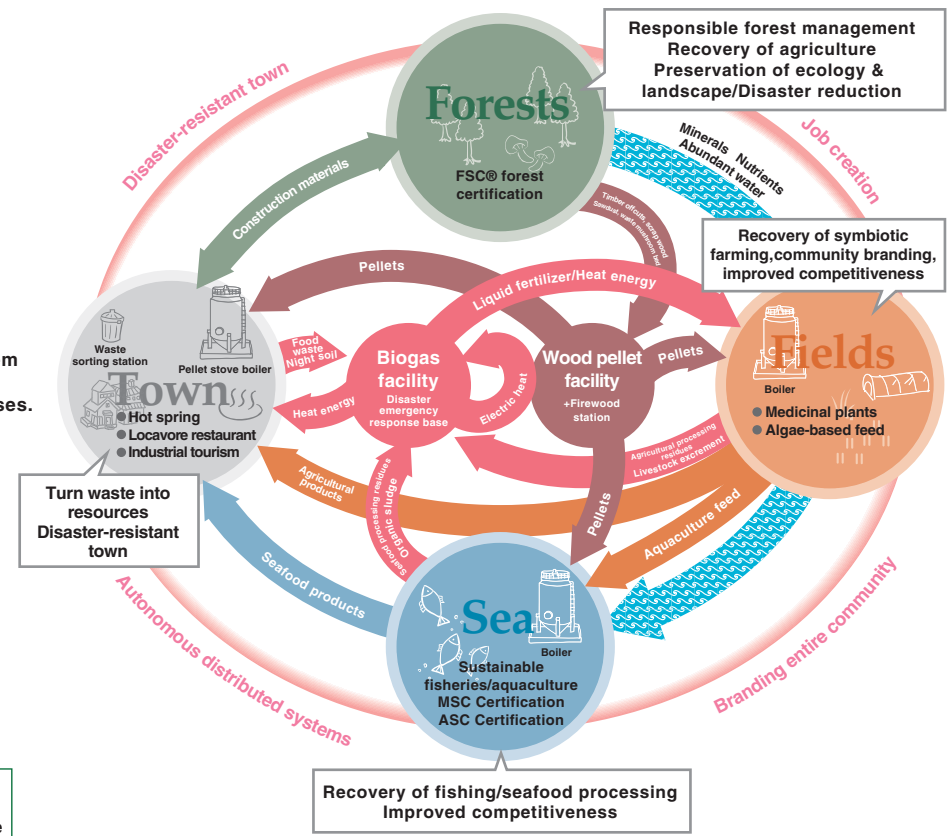 Responsible forest management
Recovery of agriculture
Preservation of ecology &
landscape/Disaster reduction
Forests
FSC® forest
certification
Disaster-resistant town
Job creation
Minerals Nutrients
Abundant water
Construction materials
Timber offcuts, scrap wood
Sawdust, waste mushroom bed
Recovery of symbiotic
farming,community branding,
improved competitiveness
Pellets
Liquid fertilizer/Heat energy
Waste
sorting station
Pellet stove boiler
Town
Hot spring
Locavore restaurant
Industrial tourism
Food
waste
Night soil
Heat energy
Biogas
facility
Disaster
emergency
response base
Electric heat
Wood pellet
facility
+Firewood
station
Pellets
Fields
Boiler
Medicinal plants
Algae-based feed
m
ses.
Turn waste into
resources
Disaster-resistant
town
Agricultural processing
residues
Livestock excrement
Agricultural
products
Seafood processing residues
Organic sludge
Pellets
Aquaculture feed
Seafood products
Sea
Boiler
Sustainable
fisheries/aquaculture
MSC Certification
ASC Certification
Autonomous distributed systems
Branding entire community
Recovery of fishing/seafood processing
Improved competitiveness
e